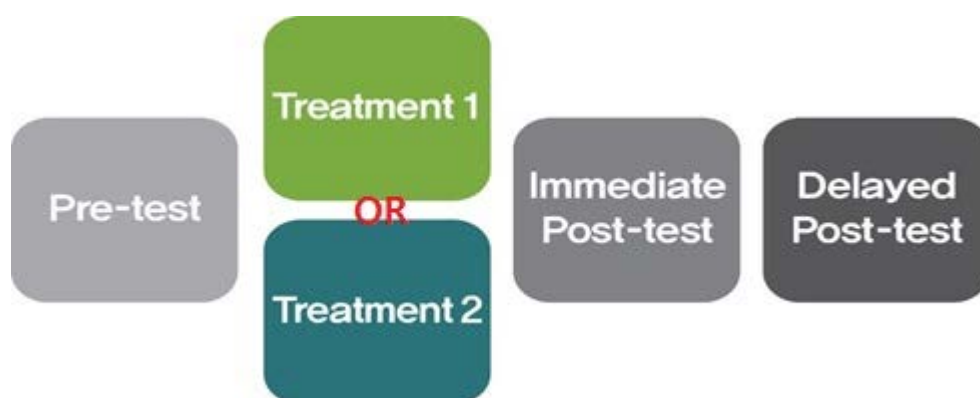 Pre-test
Treatment 1
OR
Treatment 2
Immediate
Post-test
Delayed
Post-test